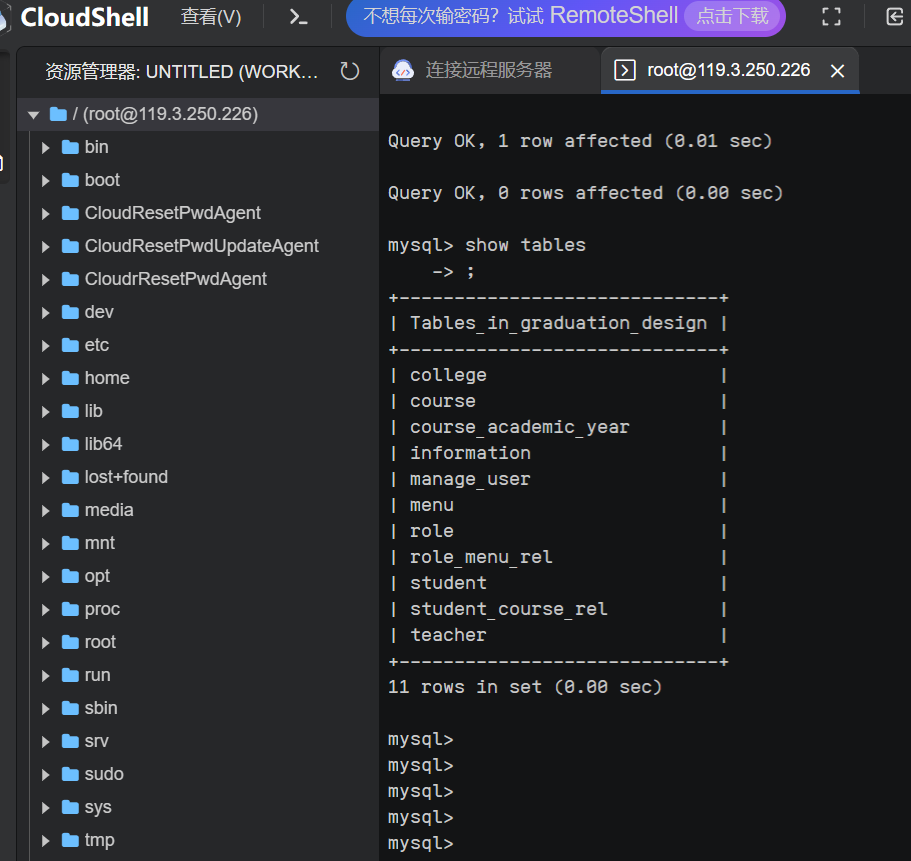 CloudShell 查看(V) 不想每次输密码？试试 RemoteShell 点击下载
资源管理器: UNTITLED (WORK...
连接远程服务器
root@119.3.250.226
/ (root@119.3.250.226)
bin
boot
CloudResetPwdAgent
CloudResetPwdUpdateAgent
CloudrResetPwdAgent
dev
etc
home
lib
lib64
lost+found
media
mnt
opt
proc
root
run
sbin
srv
sudo
sys
tmp
Query OK, 1 row affected (0.01 sec)
Query OK, 0 rows affected (0.00 sec)
mysql> show tables
    -> ;
+-----------------------------+
| Tables_in_graduation_design |
+-----------------------------+
| college                     |
| course                      |
| course_academic_year        |
| information                 |
| manage_user                 |
| menu                        |
| role                        |
| role_menu_rel               |
| student                     |
| student_course_rel          |
| teacher                     |
+-----------------------------+
11 rows in set (0.00 sec)
mysql>
mysql>
mysql>
mysql>
mysql>